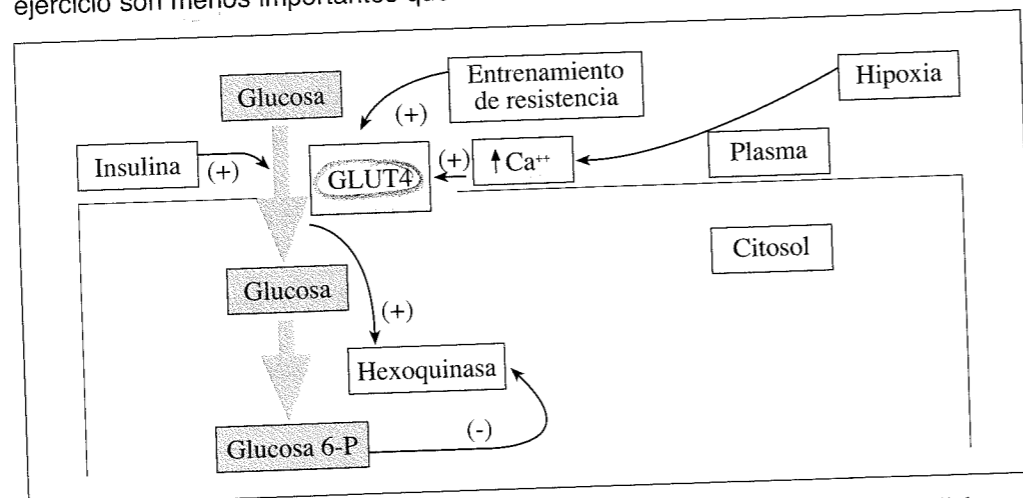 ejercicio son menos importantes que
Glucosa
Entrenamiento
de resistencia
Hipoxia
(+)
Insulina
(+)
GLUT4
(+)
↑Ca++
Plasma
Citosol
Glucosa
(+)
Hexoquinasa
Glucosa 6-P
(-)